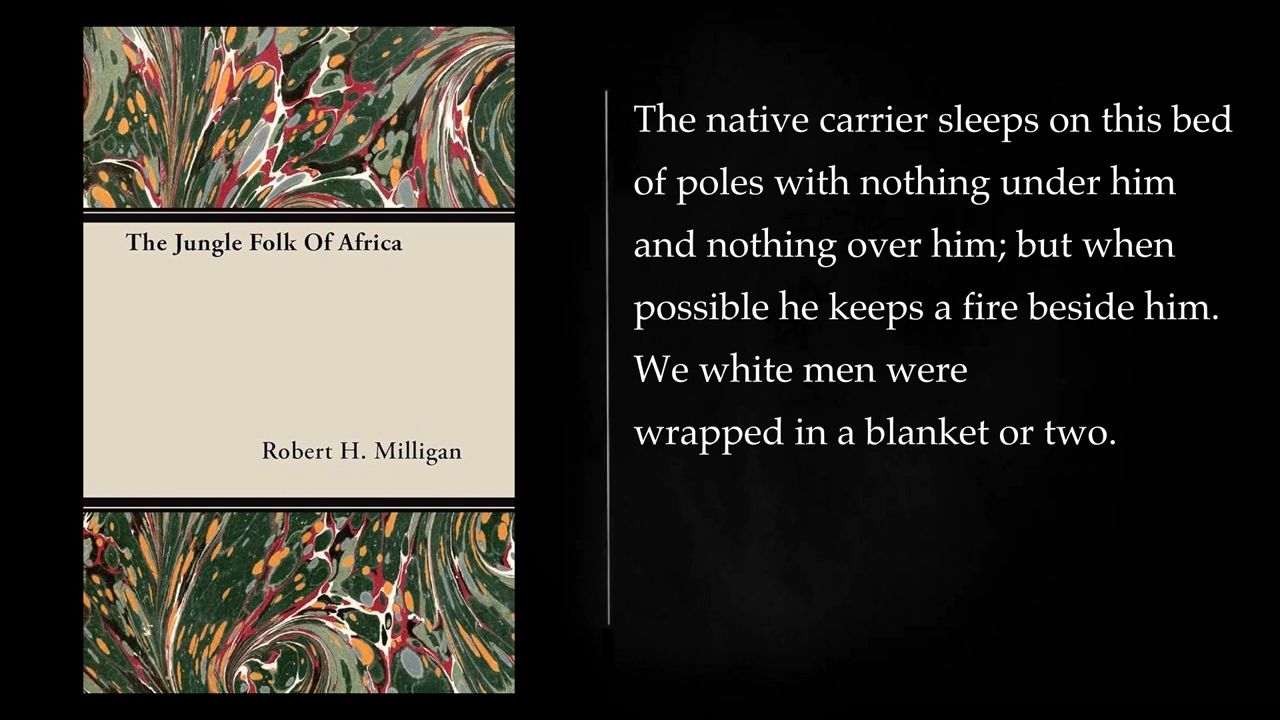 The Jungle Folk Of Africa
Robert H. Milligan
The native carrier sleeps on this bed
of poles with nothing under him
and nothing over him; but when
possible he keeps a fire beside him.
We white men were
wrapped in a blanket or two.